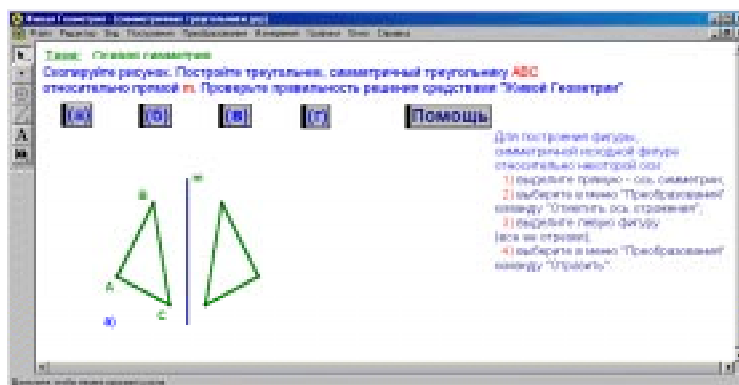 Живая Геометрия - [симметричные треугольники.gsp]
Файл Редактор Вид Построения Преобразования Измерения Графики Окно Справка
Тема: Осевая симметрия
Скопируйте рисунок. Постройте треугольник, симметричный треугольнику ABC
относительно прямой m. Проверьте правильность решения средствами "Живой Геометрии"
(а) (б) (в) (г) Помощь
Для построения фигуры,
симметричной исходной фигуре
относительно некоторой оси
1) выделите прямую - ось симметрии;
2) выберите в меню "Преобразования"
команду "Отметить ось отражения";
3) выделите левую фигуру
(все ее отрезки);
4) выберите в меню "Преобразования"
команду "Отразить".
m
B
A
C
а)